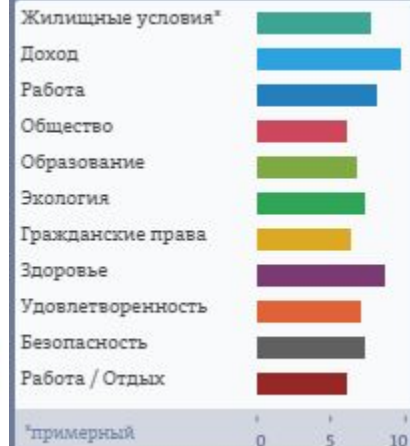 Жилищные условия*
Доход
Работа
Общество
Образование
Экология
Гражданские права
Здоровье
Удовлетворенность
Безопасность
Работа / Отдых
*примерный
0 5 10